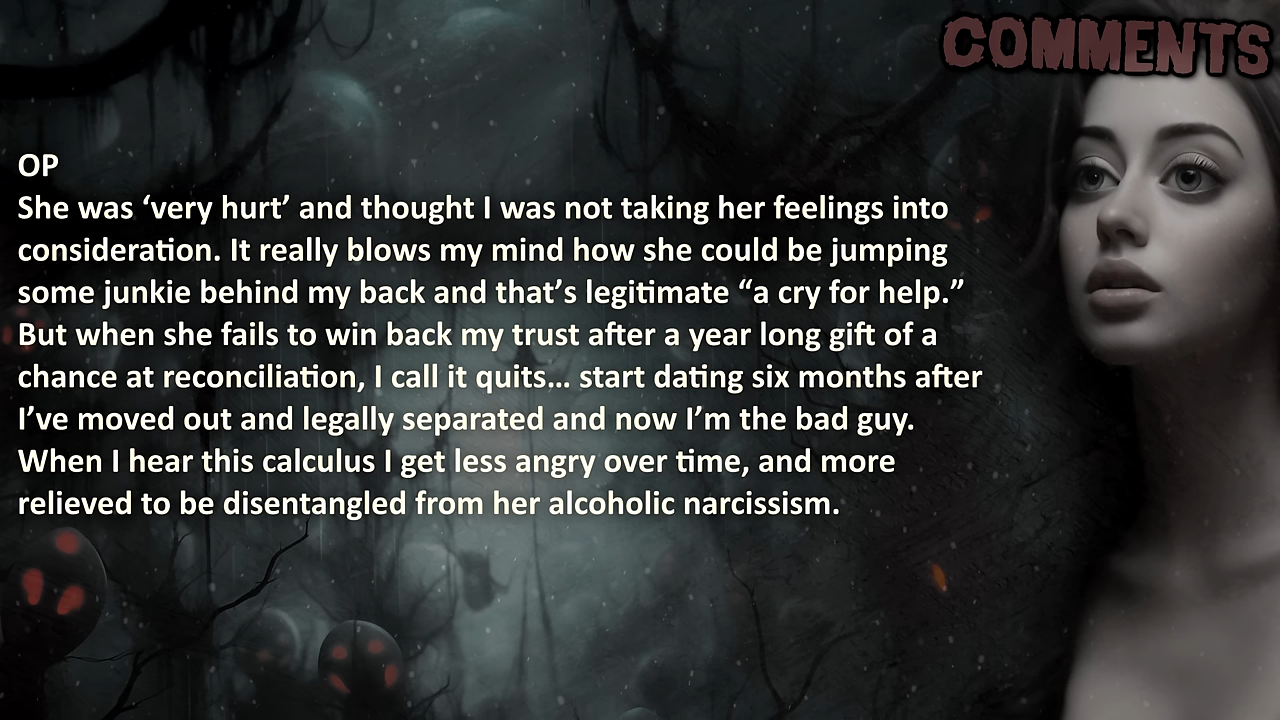 COMMENTS
OP
She was ‘very hurt’ and thought I was not taking her feelings into
consideration. It really blows my mind how she could be jumping
some junkie behind my back and that’s legitimate “a cry for help.”
But when she fails to win back my trust after a year long gift of a
chance at reconciliation, I call it quits... start dating six months after
I’ve moved out and legally separated and now I’m the bad guy.
When I hear this calculus I get less angry over time, and more
relieved to be disentangled from her alcoholic narcissism.